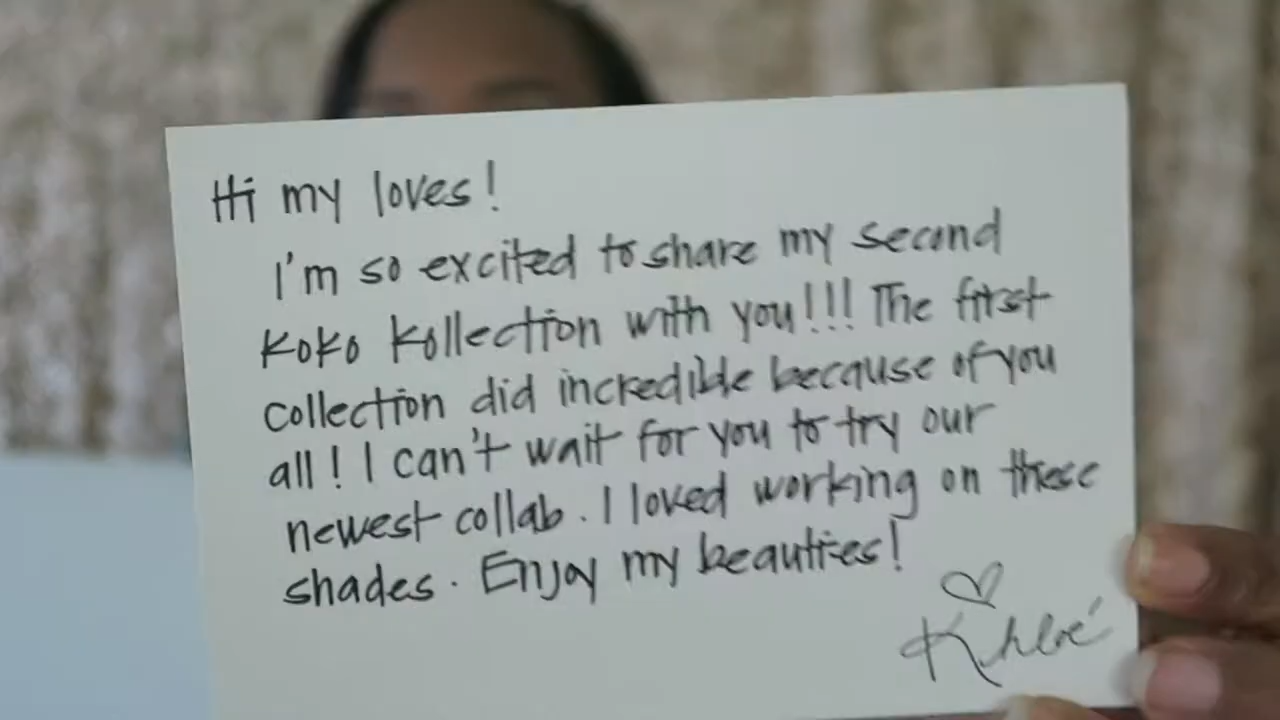 Hi my loves!
I'm so excited to share my second
KOKO Kollection with you!!! The first
collection did incredible because of you
all! I can't wait for you to try our
newest collab. I loved working on these
shades. Enjoy my beauties!
Khloé